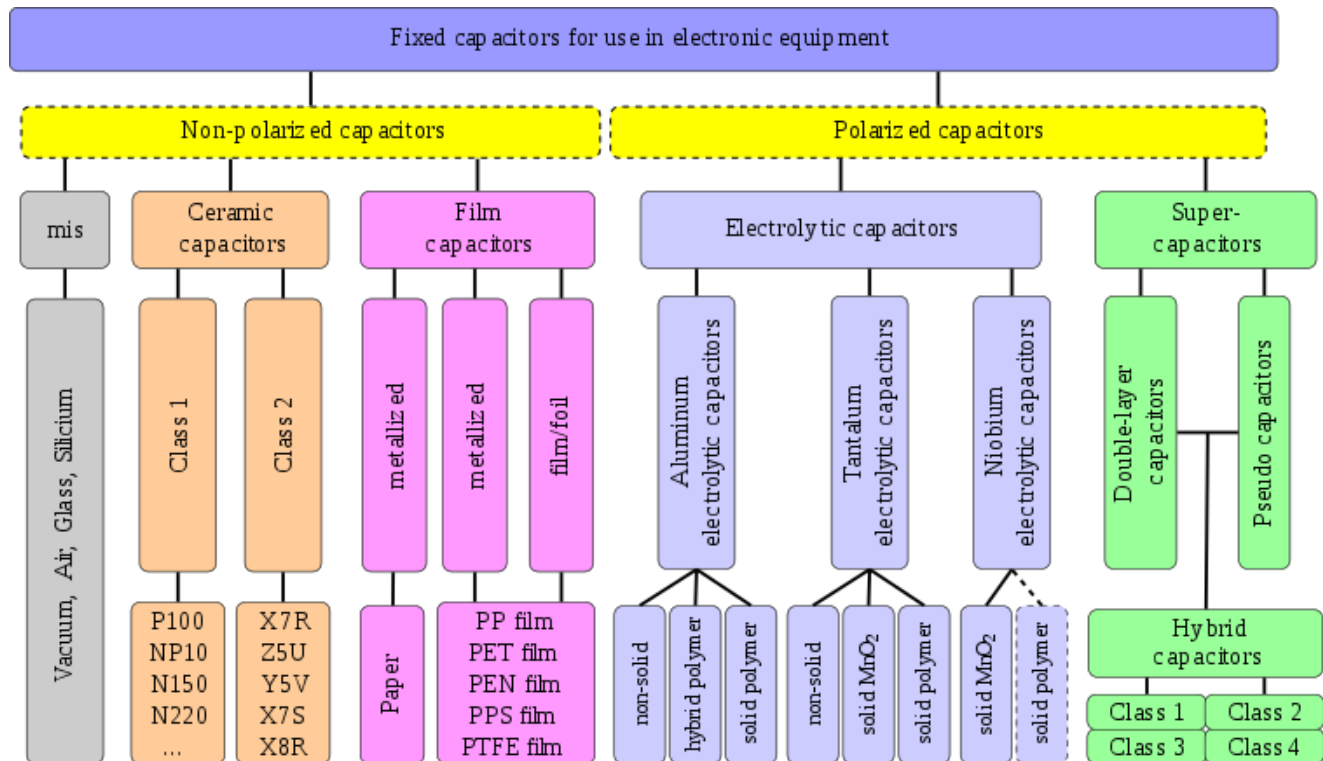 Fixed capacitors for use in electronic equipment
Non-polarized capacitors
Polarized capacitors
mis
Ceramic
capacitors
Film
capacitors
Electrolytic capacitors
Super-
capacitors
Vacuum, Air, Glass, Silicium
Class 1
Class 2
metallized
metallized
film/foil
Aluminum
electrolytic capacitors
Tantalum
electrolytic capacitors
Niobium
electrolytic capacitors
Double-layer
capacitors
Pseudo capacitors
P100
NP10
N150
N220
...
X7R
Z5U
Y5V
X7S
X8R
Paper
PP film
PET film
PEN film
PPS film
PTFE film
non-solid
hybrid polymer
solid polymer
non-solid
solid MnO₂
solid polymer
solid MnO₂
solid polymer
Hybrid
capacitors
Class 1
Class 2
Class 3
Class 4